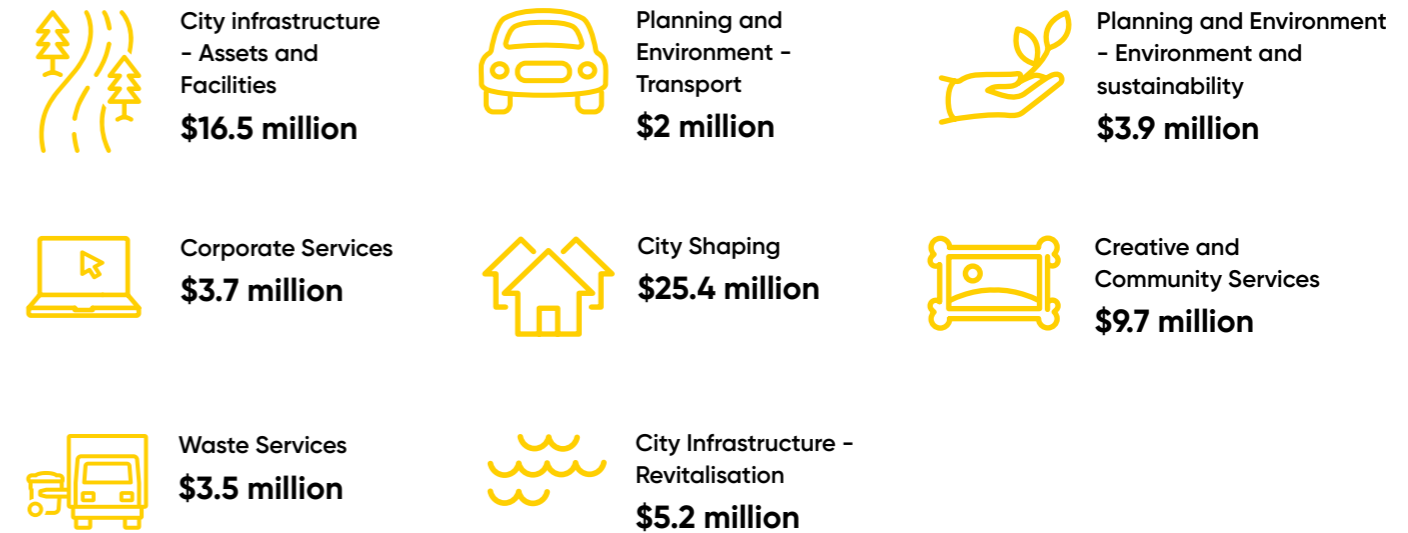 City infrastructure
- Assets and
Facilities
$16.5 million
Planning and
Environment -
Transport
$2 million
Planning and Environment
- Environment and
sustainability
$3.9 million
Corporate Services
$3.7 million
City Shaping
$25.4 million
Creative and
Community Services
$9.7 million
Waste Services
$3.5 million
City Infrastructure -
Revitalisation
$5.2 million